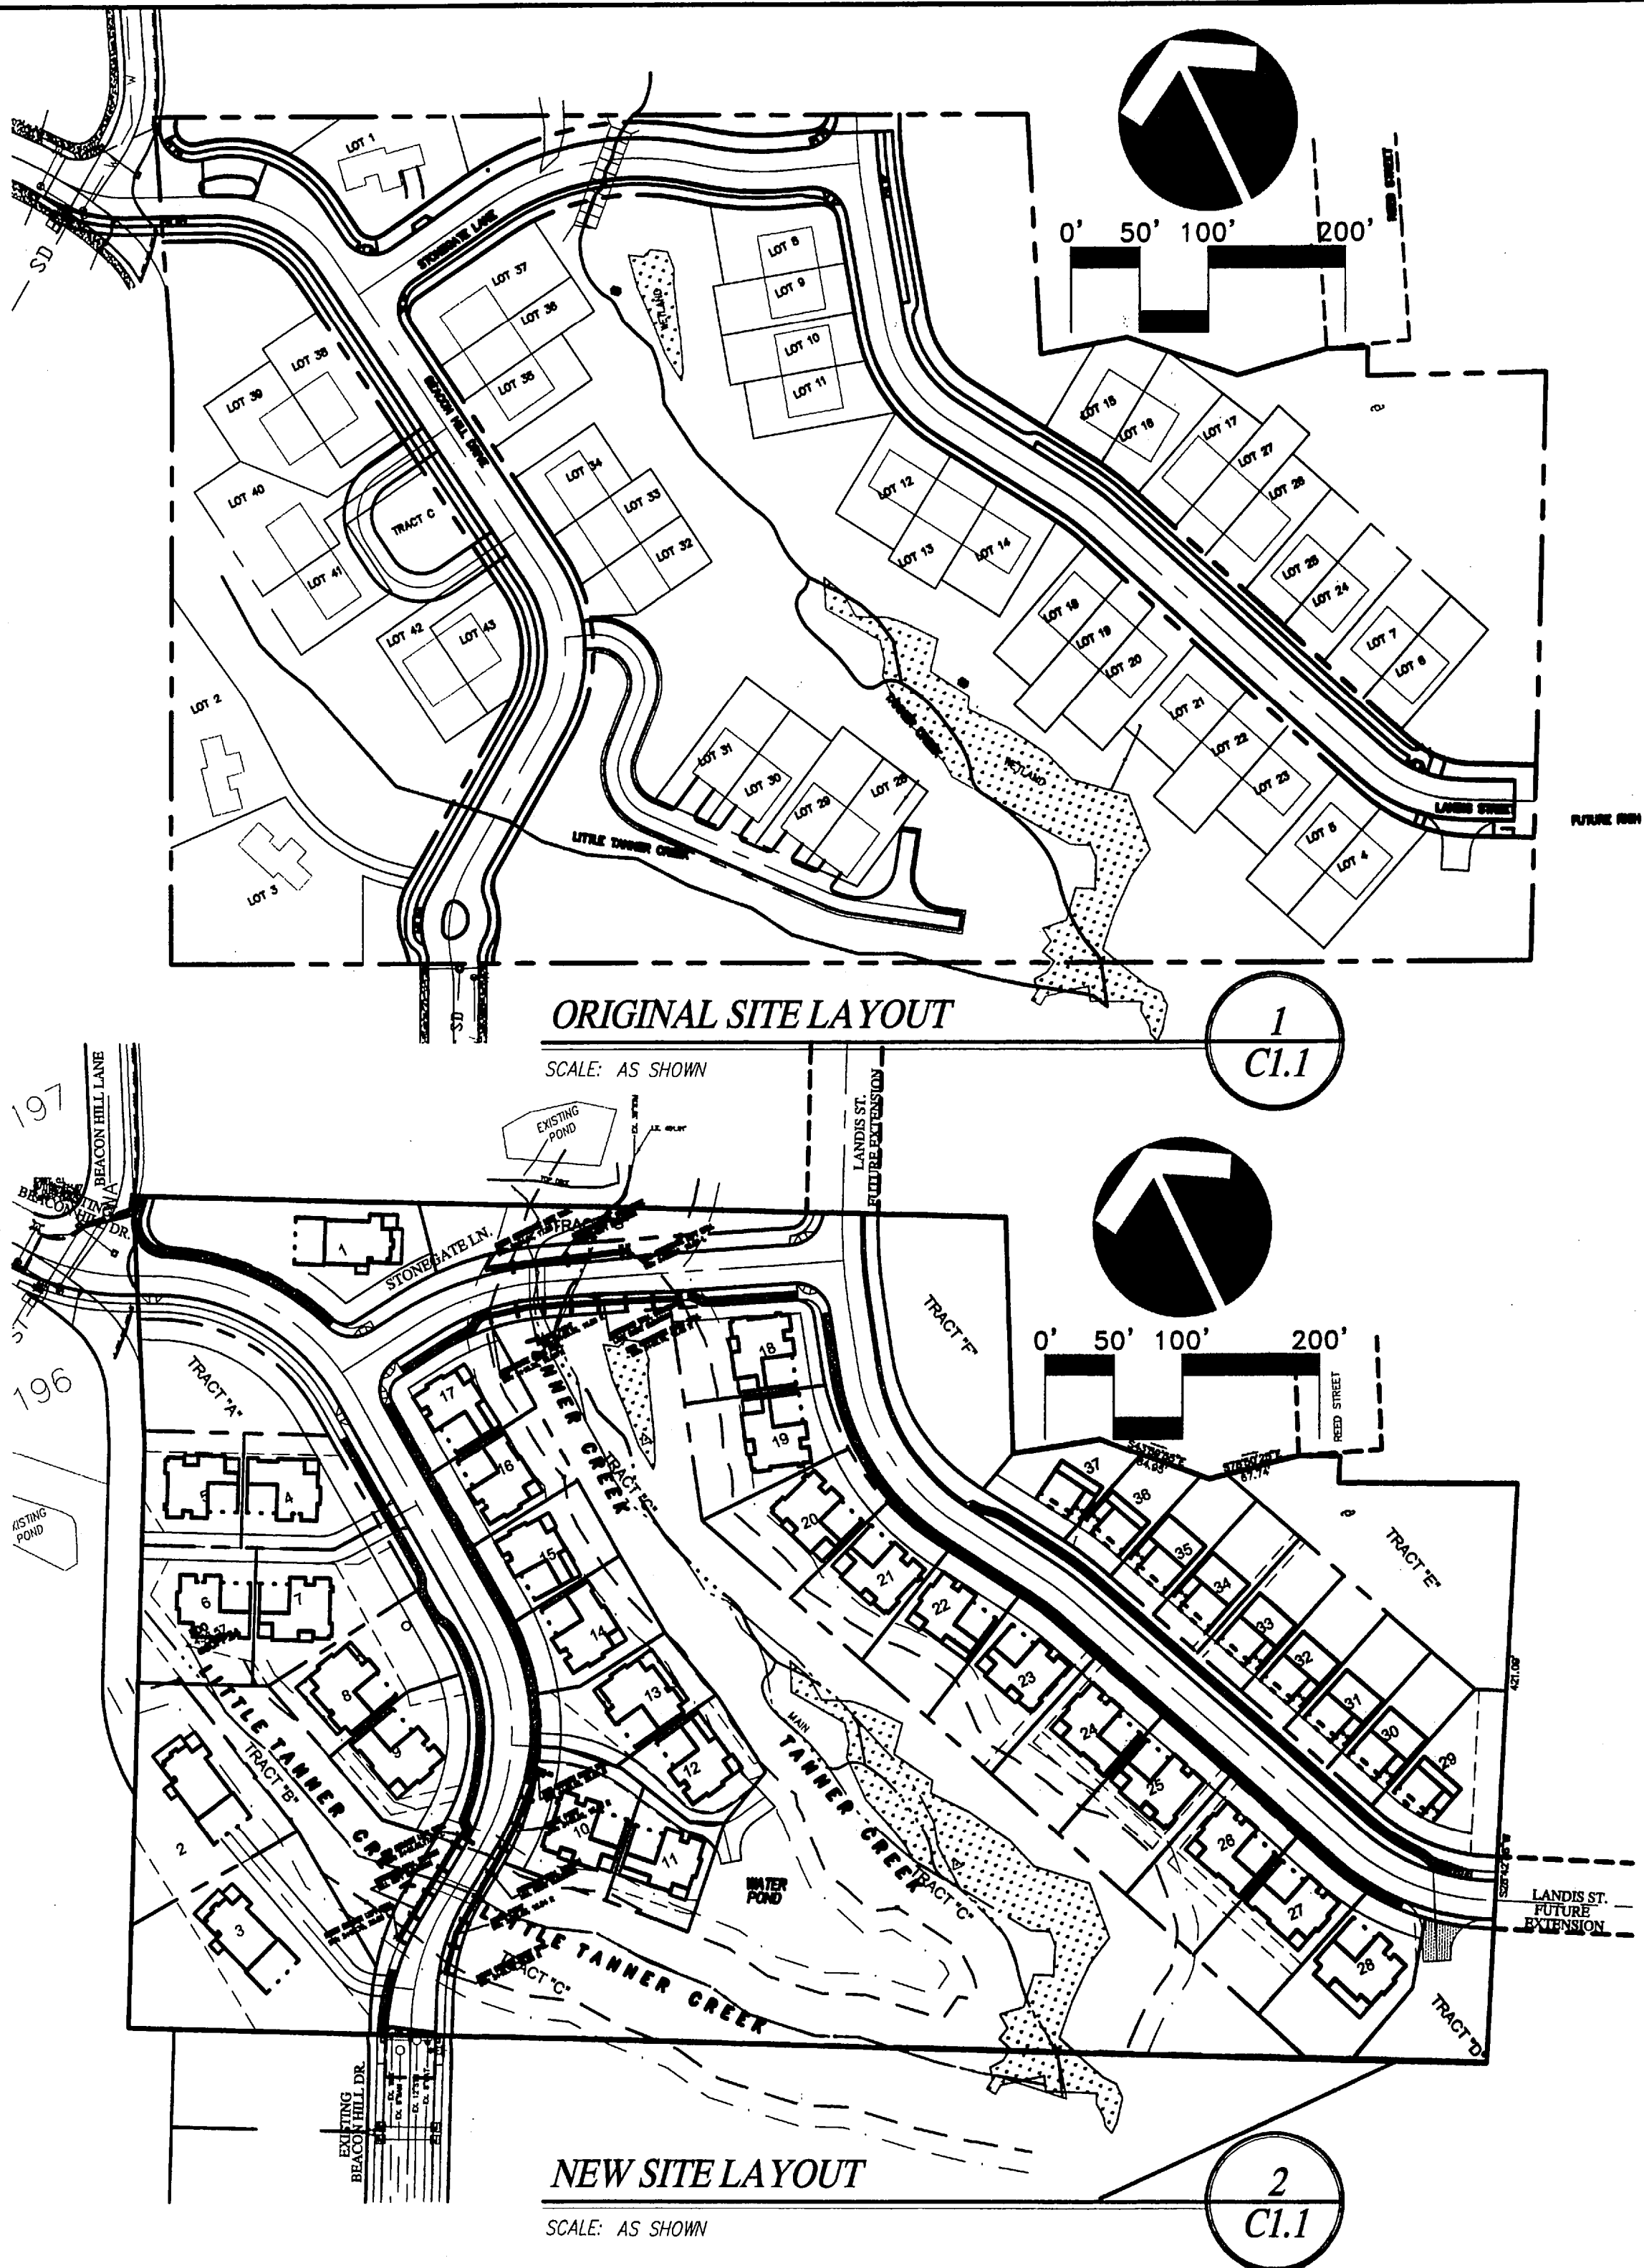 W
SD
LOT 1
STONEGATE LANE
LOT 37
LOT 36
LOT 35
WETLAND
LOT 8
LOT 9
LOT 10
LOT 11
0' 50' 100' 200'
REED STREET
LOT 38
LOT 39
BEACON HILL DRIVE
LOT 40
TRACT C
LOT 41
LOT 42
LOT 43
LOT 34
LOT 33
LOT 32
LOT 12
LOT 13
LOT 14
LOT 15
LOT 16
LOT 17
LOT 27
LOT 26
LOT 25
LOT 24
LOT 7
LOT 6
LOT 18
LOT 19
LOT 20
LOT 21
LOT 22
LOT 23
LOT 5
LOT 4
LOT 2
LOT 3
LOT 31
LOT 30
LOT 29
LOT 28
TANNER CREEK
WETLAND
LITTLE TANNER CREEK
LANDIS STREET
SD
ORIGINAL SITE LAYOUT
SCALE: AS SHOWN
1
C1.1
197
BEACON HILL LANE
BEACON HILL DR.
EXISTING
POND
LANDIS ST.
FUTURE EXTENSION
ST
196
1
STONEGATE LN.
TRACT "A"
TRACT "F"
0' 50' 100' 200'
REED STREET
17
16
15
14
13
12
10
11
18
19
20
21
22
23
24
25
26
27
28
TANNER CREEK
TRACT "C"
5
4
6
7
8
9
2
3
LITTLE TANNER CREEK
TRACT "B"
37
36
35
34
33
32
31
30
29
TRACT "E"
421.09'
MAIN
TANNER CREEK
TRACT "C"
WATER
POND
LITTLE TANNER CREEK
TRACT "C"
LANDIS ST.
FUTURE
EXTENSION
TRACT "D"
EXISTING
BEACON HILL DR.
NEW SITE LAYOUT
SCALE: AS SHOWN
2
C1.1